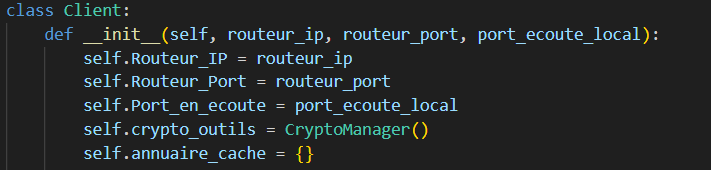 class Client:
    def __init__(self, routeur_ip, routeur_port, port_ecoute_local):
        self.Routeur_IP = routeur_ip
        self.Routeur_Port = routeur_port
        self.Port_en_ecoute = port_ecoute_local
        self.crypto_outils = CryptoManager()
        self.annuaire_cache = {}